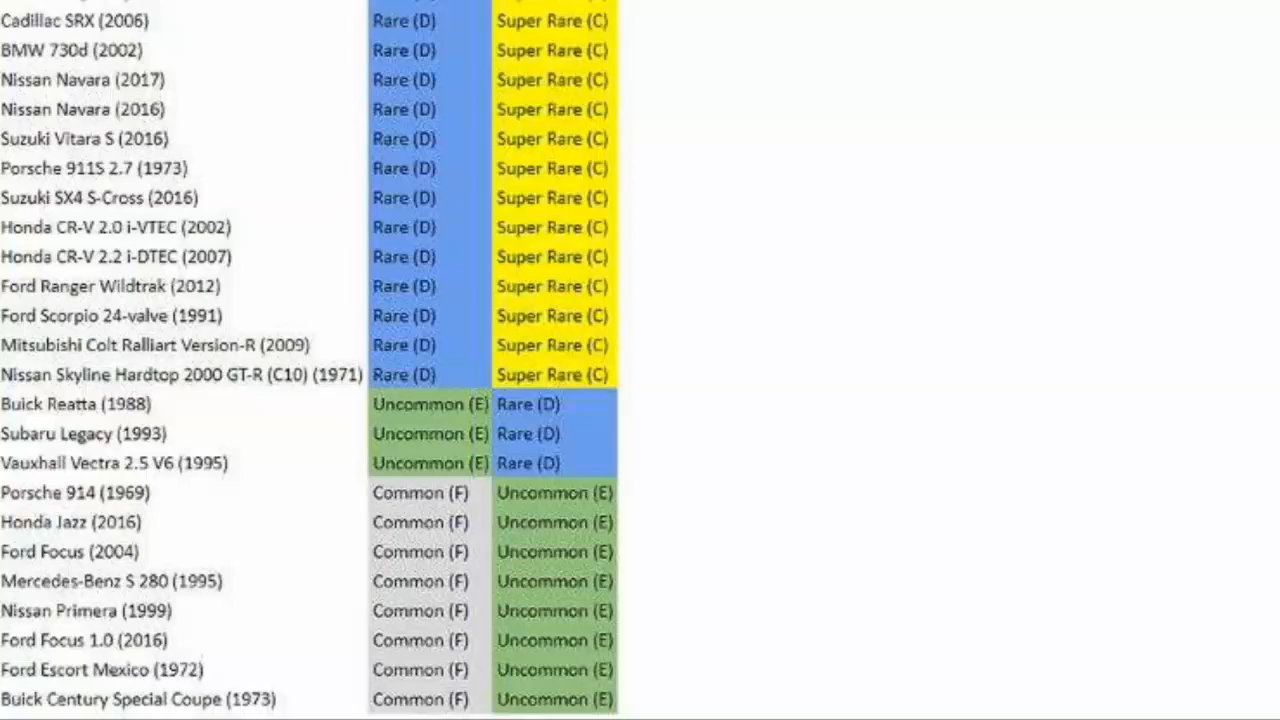 Cadillac SRX (2006) Rare (D) Super Rare (C)
BMW 730d (2002) Rare (D) Super Rare (C)
Nissan Navara (2017) Rare (D) Super Rare (C)
Nissan Navara (2016) Rare (D) Super Rare (C)
Suzuki Vitara S (2016) Rare (D) Super Rare (C)
Porsche 911S 2.7 (1973) Rare (D) Super Rare (C)
Suzuki SX4 S-Cross (2016) Rare (D) Super Rare (C)
Honda CR-V 2.0 i-VTEC (2002) Rare (D) Super Rare (C)
Honda CR-V 2.2 i-DTEC (2007) Rare (D) Super Rare (C)
Ford Ranger Wildtrak (2012) Rare (D) Super Rare (C)
Ford Scorpio 24-valve (1991) Rare (D) Super Rare (C)
Mitsubishi Colt Ralliart Version-R (2009) Rare (D) Super Rare (C)
Nissan Skyline Hardtop 2000 GT-R (C10) (1971) Rare (D) Super Rare (C)
Buick Reatta (1988) Uncommon (E) Rare (D)
Subaru Legacy (1993) Uncommon (E) Rare (D)
Vauxhall Vectra 2.5 V6 (1995) Uncommon (E) Rare (D)
Porsche 914 (1969) Common (F) Uncommon (E)
Honda Jazz (2016) Common (F) Uncommon (E)
Ford Focus (2004) Common (F) Uncommon (E)
Mercedes-Benz S 280 (1995) Common (F) Uncommon (E)
Nissan Primera (1999) Common (F) Uncommon (E)
Ford Focus 1.0 (2016) Common (F) Uncommon (E)
Ford Escort Mexico (1972) Common (F) Uncommon (E)
Buick Century Special Coupe (1973) Common (F) Uncommon (E)